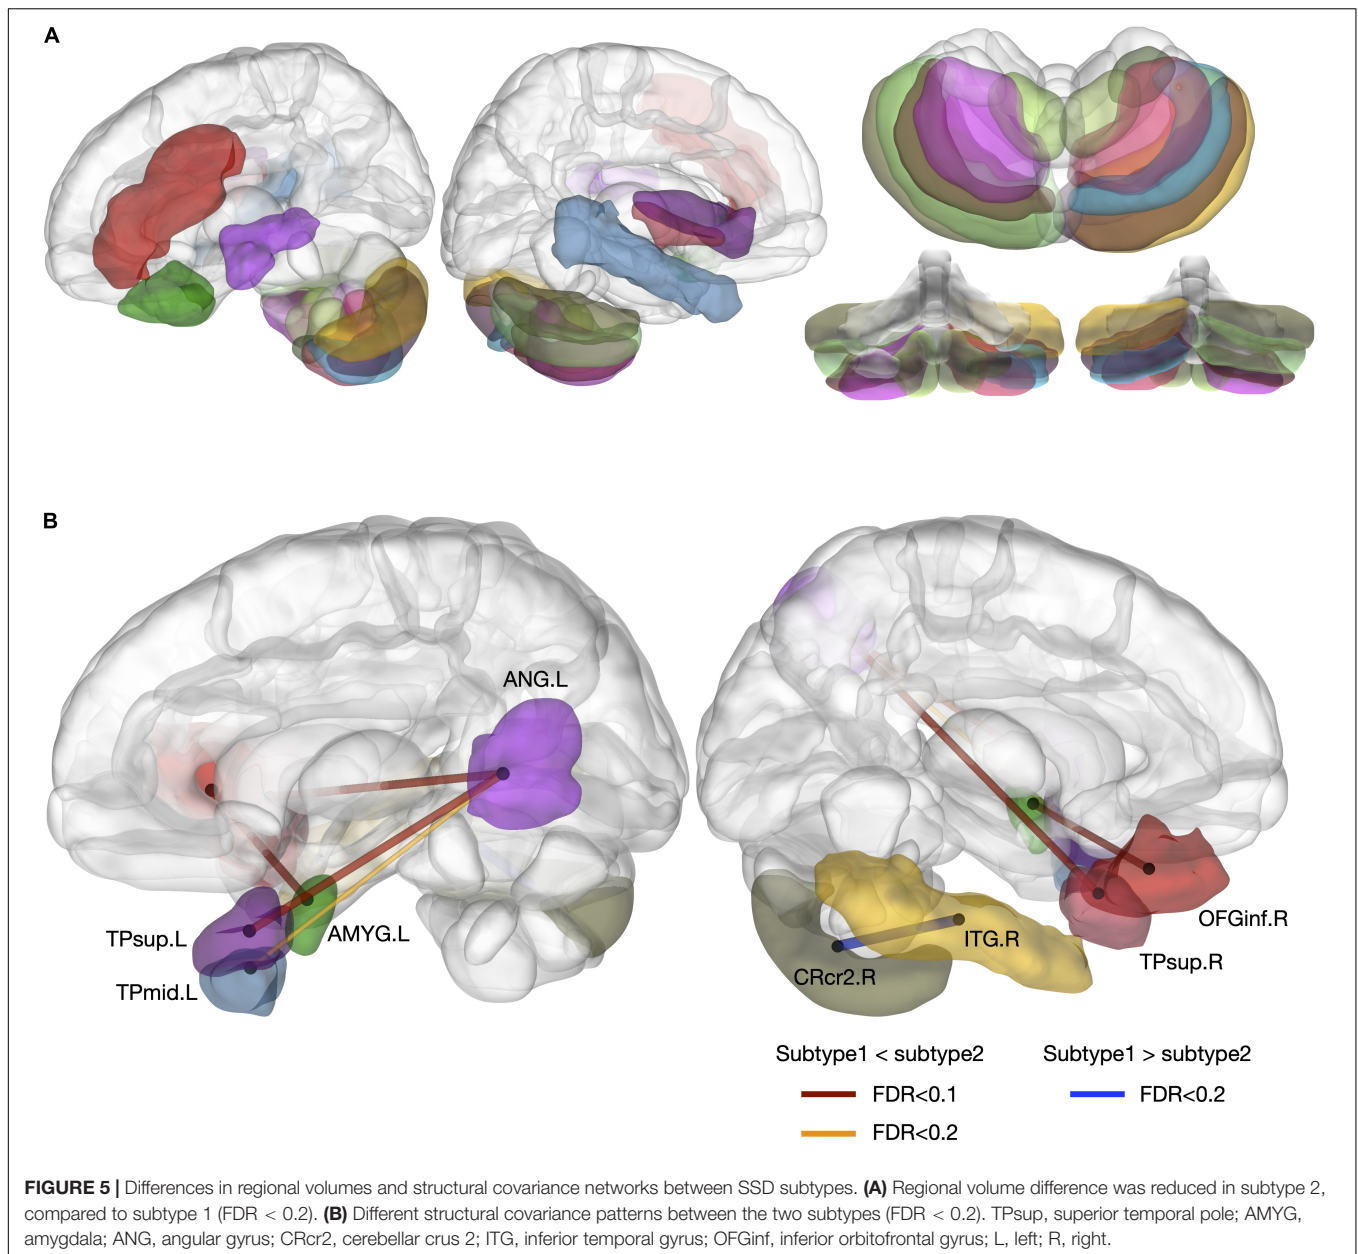 A
B
ANG.L
TPsup.L
AMYG.L
TPmid.L
OFGinf.R
ITG.R
TPsup.R
CRcr2.R
Subtype1 < subtype2
Subtype1 > subtype2
FDR<0.1
FDR<0.2
FDR<0.2
FIGURE 5 | Differences in regional volumes and structural covariance networks between SSD subtypes. (A) Regional volume difference was reduced in subtype 2,
compared to subtype 1 (FDR < 0.2). (B) Different structural covariance patterns between the two subtypes (FDR < 0.2). TPsup, superior temporal pole; AMYG,
amygdala; ANG, angular gyrus; CRcr2, cerebellar crus 2; ITG, inferior temporal gyrus; OFGinf, inferior orbitofrontal gyrus; L, left; R, right.